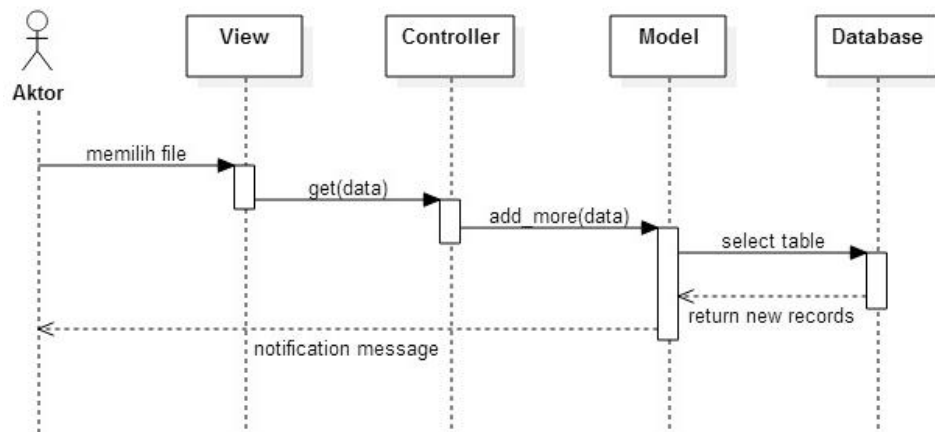 View
Controller
Model
Database
Aktor
memilih file
get(data)
add_more(data)
select table
return new records
notification message